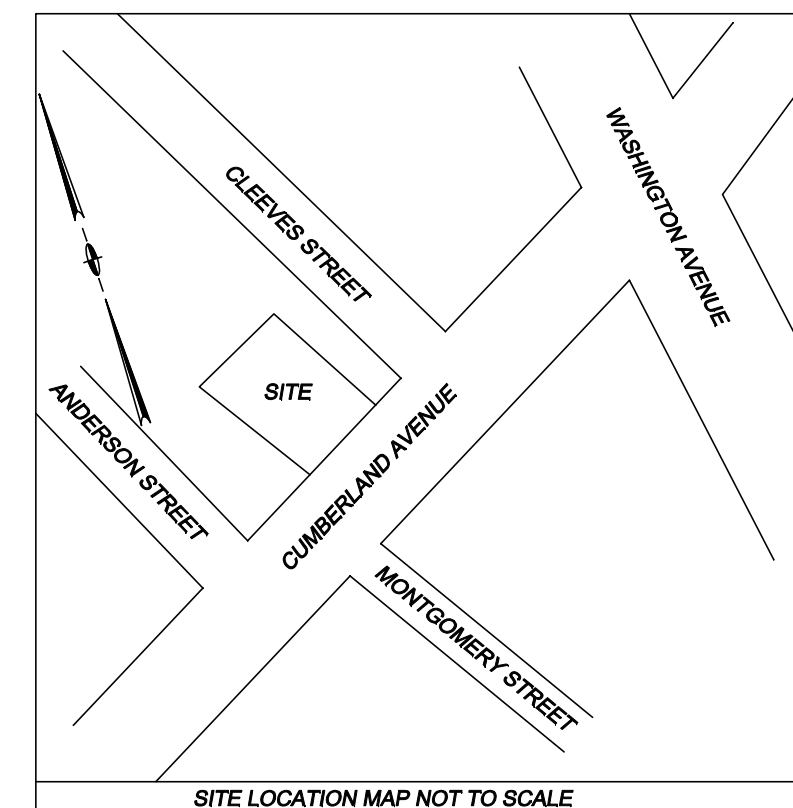 WASHINGTON AVENUE
CLEEVES STREET
SITE
ANDERSON STREET
CUMBERLAND AVENUE
MONTGOMERY STREET
SITE LOCATION MAP NOT TO SCALE